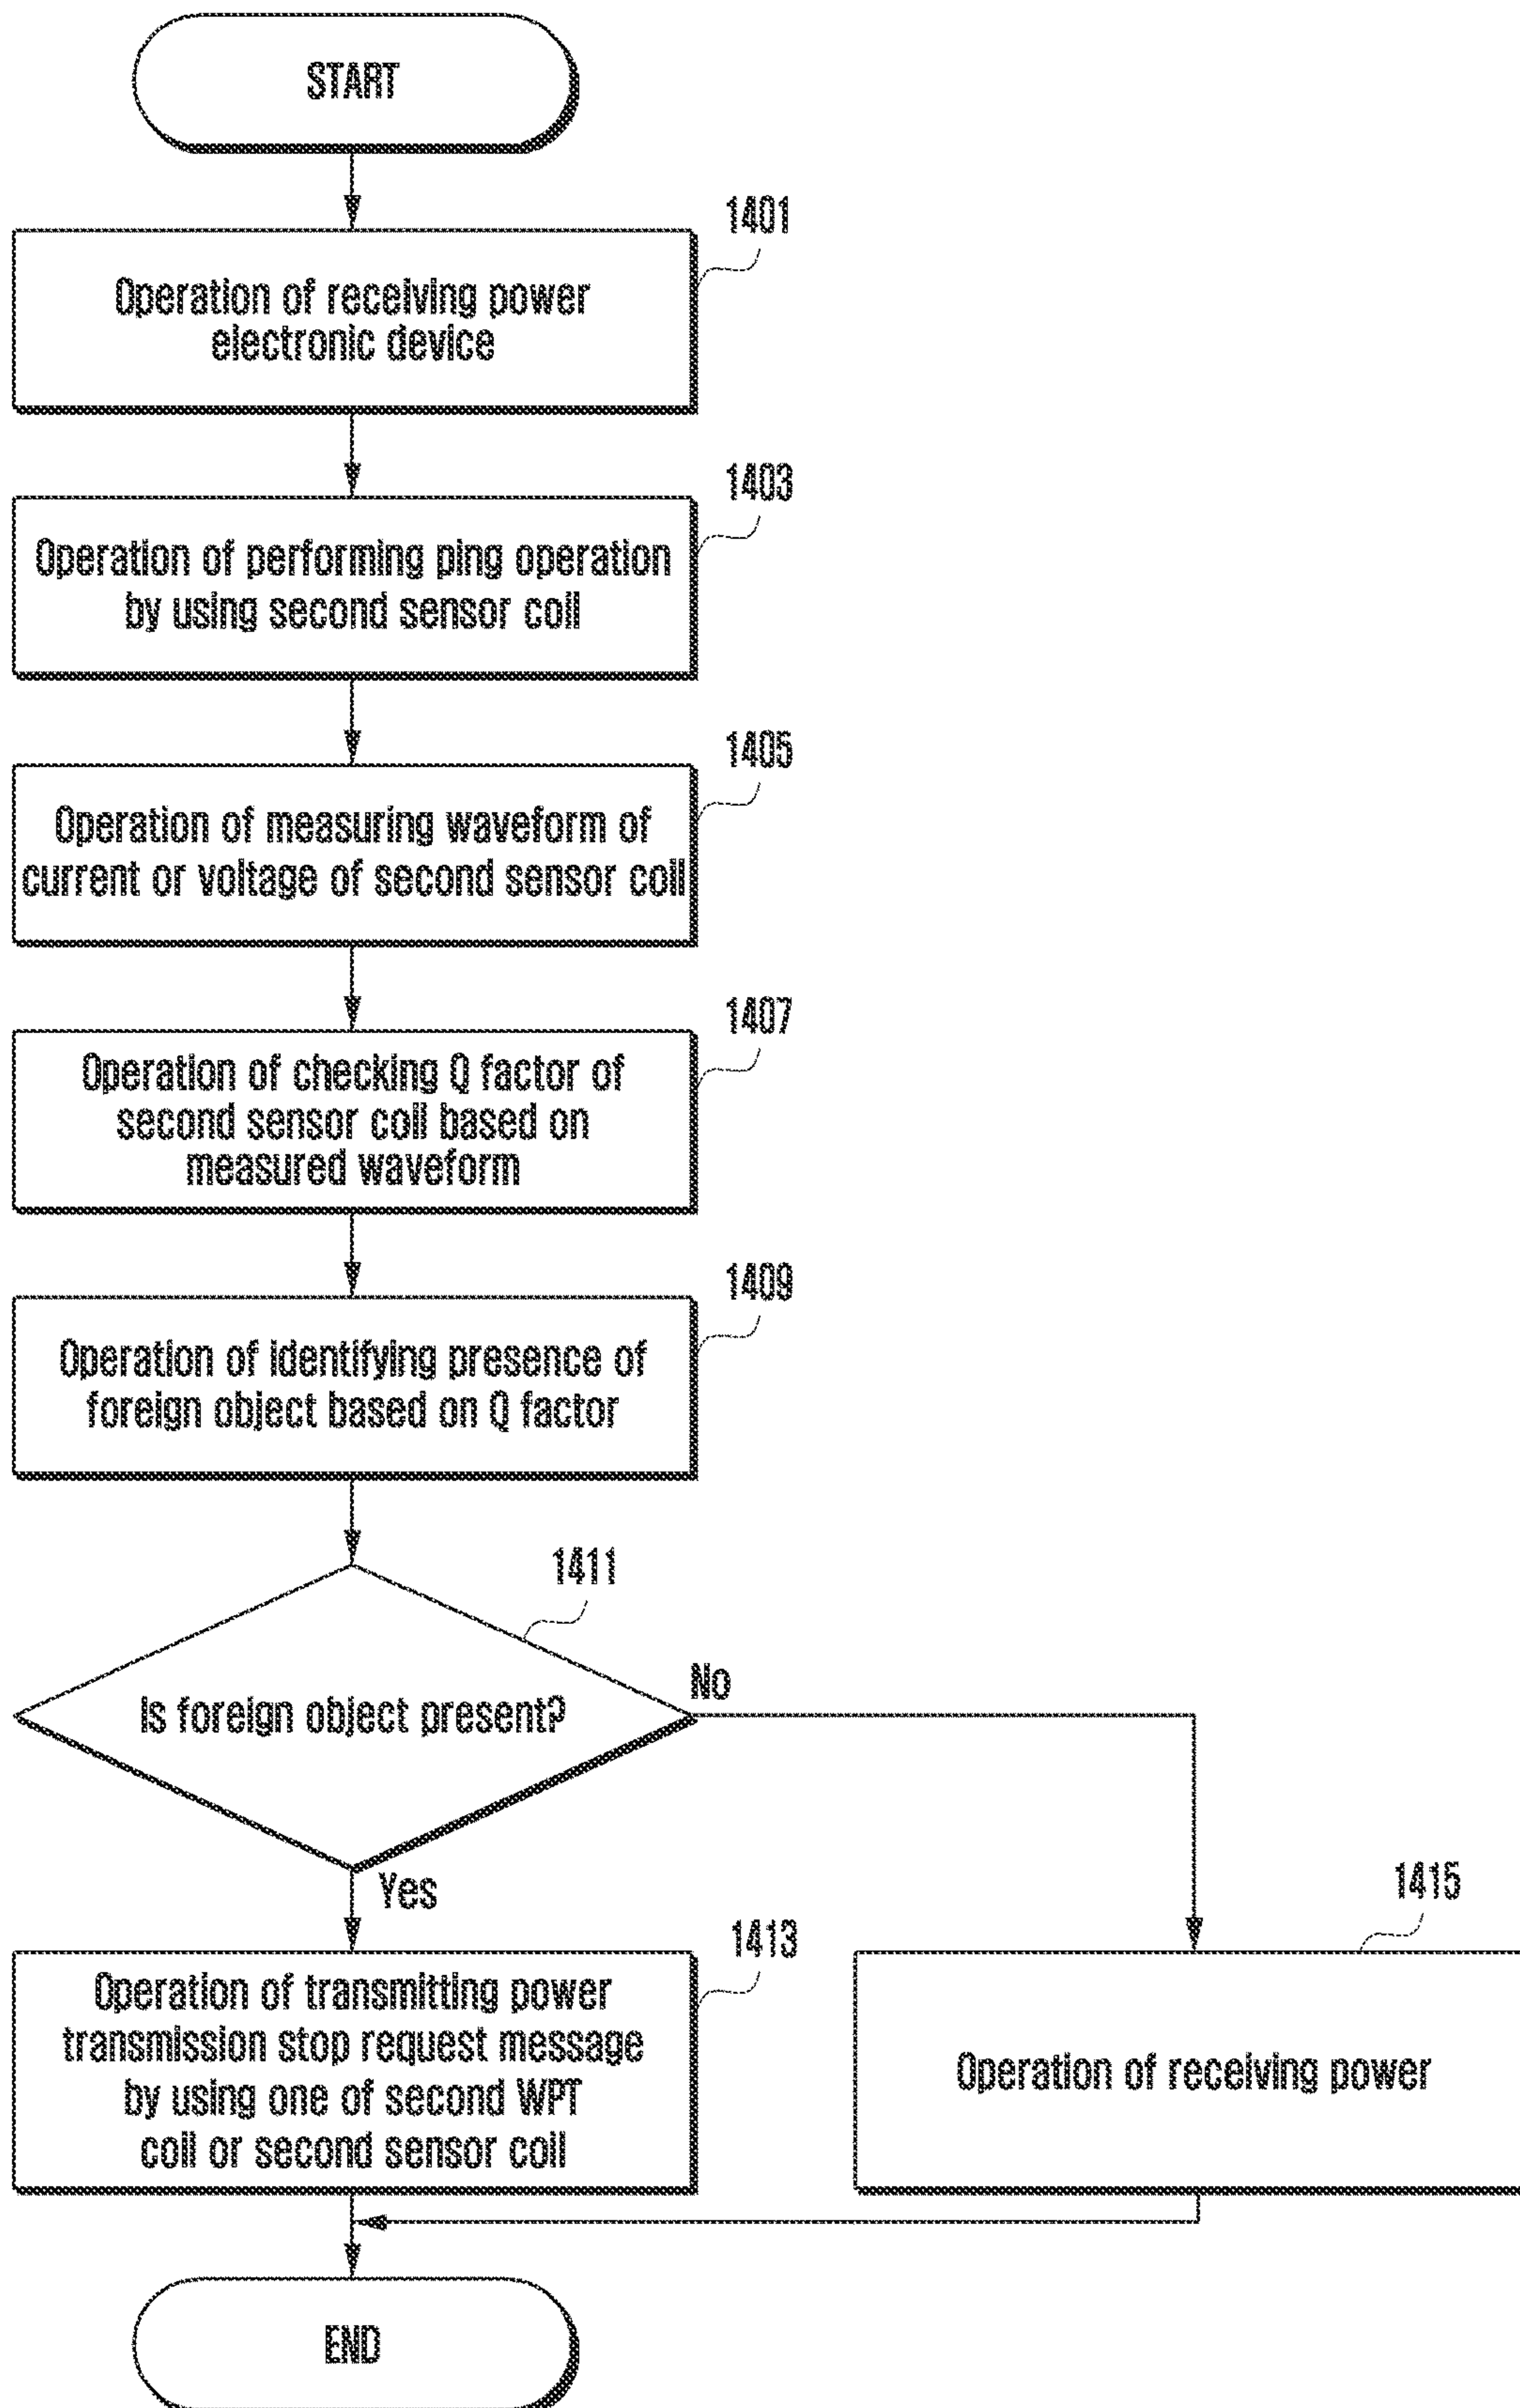 START
1401
Operation of receiving power
electronic device
1403
Operation of performing ping operation
by using second sensor coil
1405
Operation of measuring waveform of
current or voltage of second sensor coil
1407
Operation of checking Q factor of
second sensor coil based on
measured waveform
1409
Operation of identifying presence of
foreign object based on Q factor
1411
Is foreign object present?
No
Yes
1413
Operation of transmitting power
transmission stop request message
by using one of second WPT
coil or second sensor coil
1415
Operation of receiving power
END